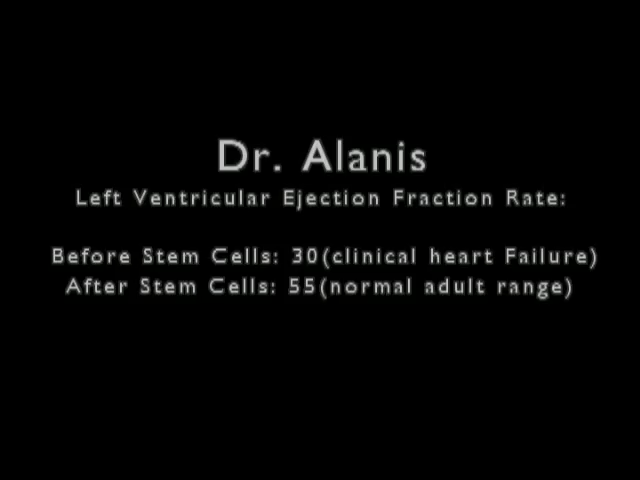 Dr. Alanis
Left Ventricular Ejection Fraction Rate:
Before Stem Cells: 30(clinical heart Failure)
After Stem Cells: 55(normal adult range)